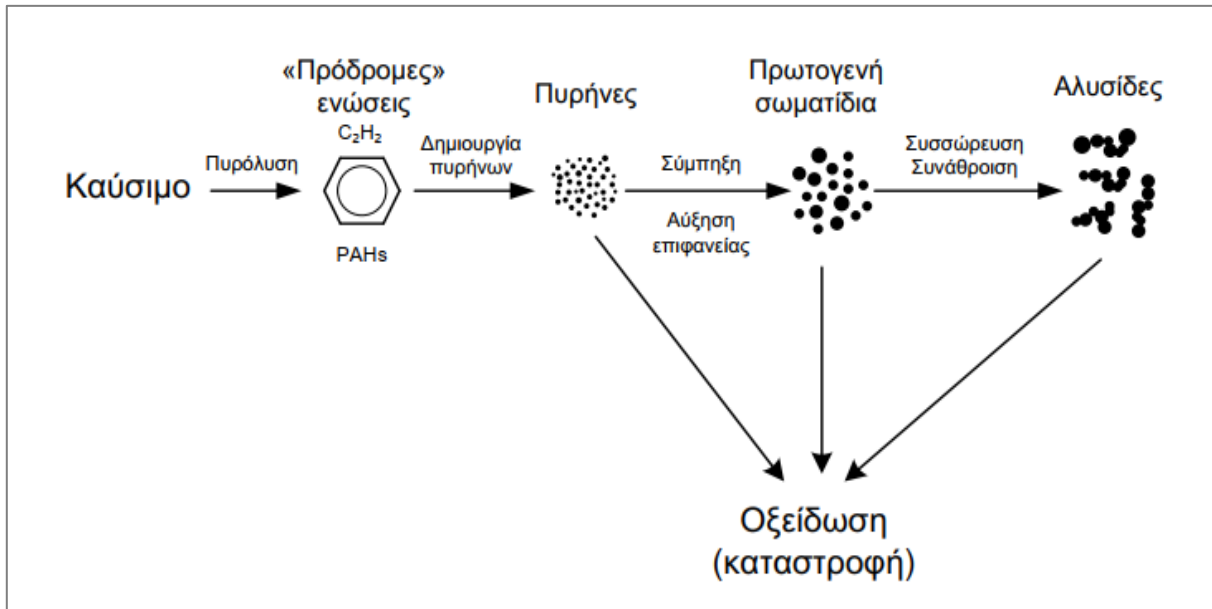 «Πρόδρομες»
ενώσεις
C₂H₂
PAHs
Καύσιμο
Πυρόλυση
Δημιουργία
πυρήνων
Πυρήνες
Σύμπηξη
Αύξηση
επιφανείας
Πρωτογενή
σωματίδια
Συσσώρευση
Συνάθροιση
Αλυσίδες
Οξείδωση
(καταστροφή)